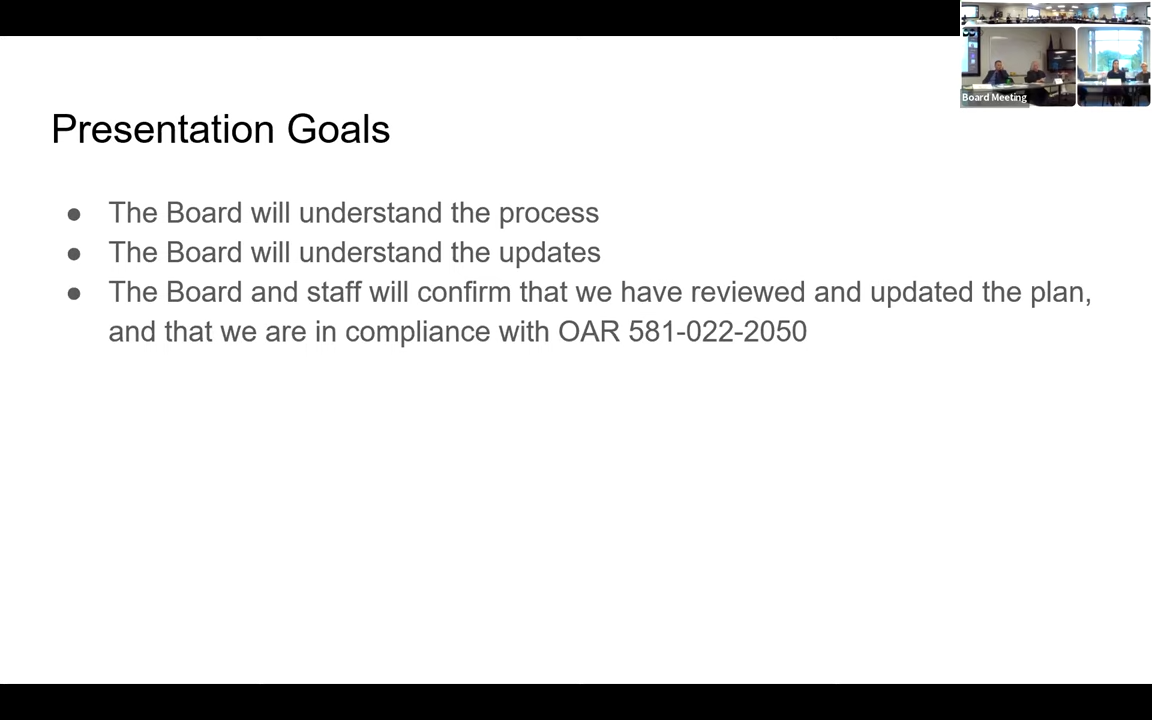 Board Meeting
Presentation Goals
● The Board will understand the process
● The Board will understand the updates
● The Board and staff will confirm that we have reviewed and updated the plan,
and that we are in compliance with OAR 581-022-2050